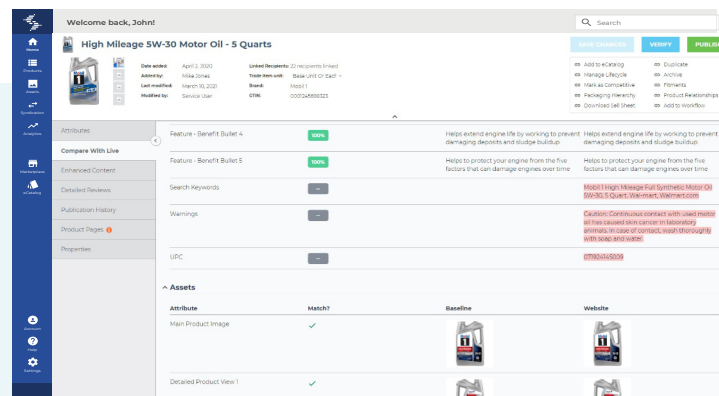 Welcome back, John!
Search
Home
Products
Assets
Syndication
Analytics
Marketplace
eCatalog
Account
Help
Settings
High Mileage 5W-30 Motor Oil - 5 Quarts
SAVE CHANGES
VERIFY
PUBLISH
Date added: April 2, 2020
Added by: Mike Jones
Last modified: March 10, 2021
Modified by: Service User
Linked Recipients: 22 recipients linked
Trade item unit: Base Unit Or Each
Brand: Mobil 1
GTIN:
Add to eCatalog
Duplicate
Manage Lifecycle
Archive
Mark as Competitive
Fitments
Packaging Hierarchy
Product Relationships
Download Sell Sheet
Add to Workflow
Attributes
Compare With Live
Enhanced Content
Detailed Reviews
Publication History
Product Pages
Properties
Feature - Benefit Bullet 4
100%
Helps extend engine life by working to prevent
damaging deposits and sludge buildup
Helps extend engine life by working to prevent
damaging deposits and sludge buildup
Feature - Benefit Bullet 5
100%
Helps to protect your engine from the five
factors that can damage engines over time
Helps to protect your engine from the five
factors that can damage engines over time
Search Keywords
--
Mobil 1 High Mileage Full Synthetic Motor Oil
5W-30, 5 Quart, Wal-mart, Walmart.com
Warnings
--
Caution: Continuous contact with used motor
oil has caused skin cancer in laboratory
animals. In case of contact, wash thoroughly
with soap and water.
UPC
--
071924145009
Assets
Attribute
Match?
Baseline
Website
Main Product Image
Detailed Product View 1